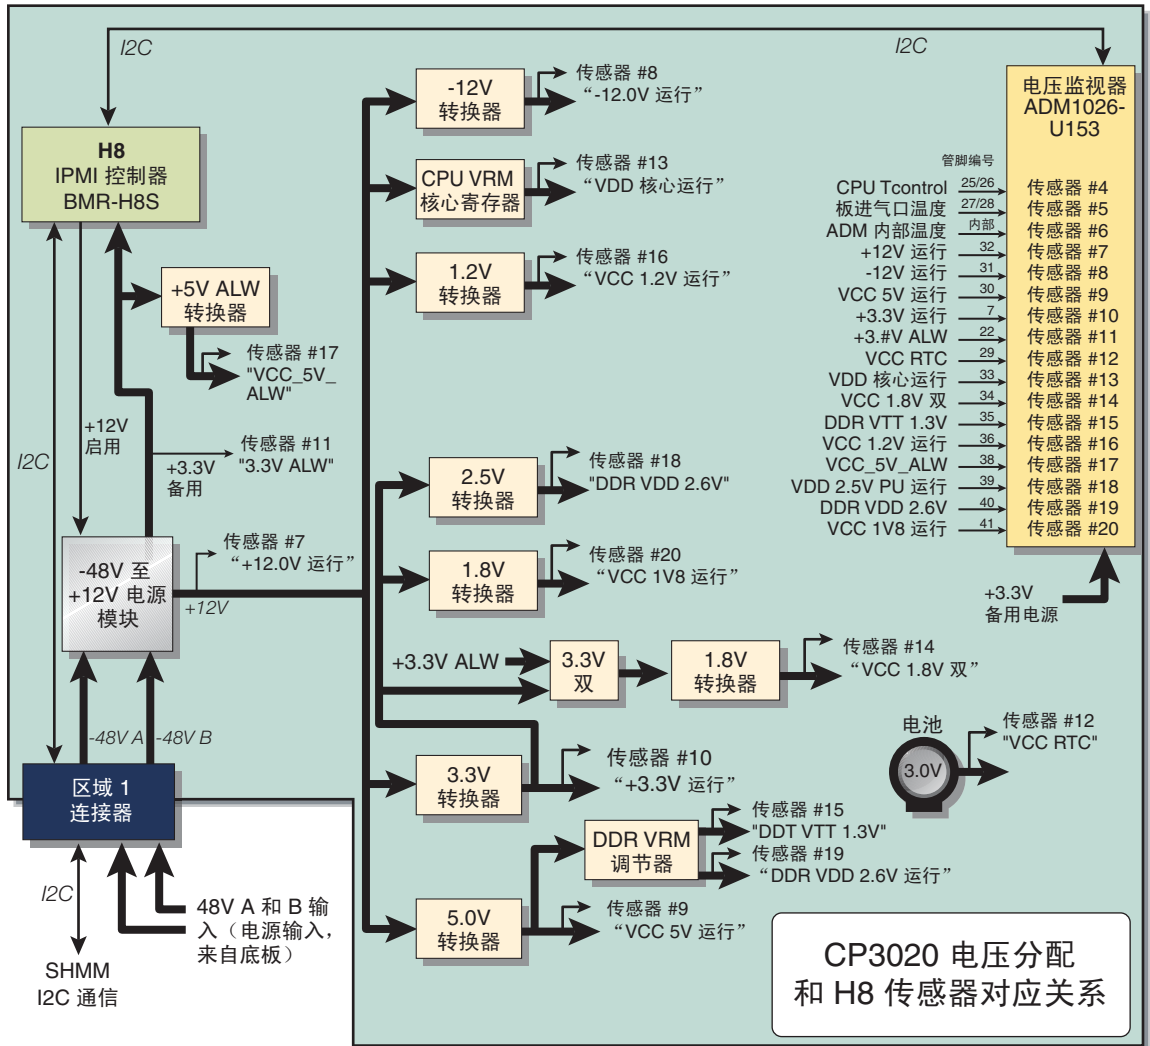 I2C
I2C
H8
IPMI 控制器
BMR-H8S
+5V ALW
转换器
传感器 #17
"VCC_5V_
ALW"
+12V
启用
I2C
+3.3V
备用
传感器 #11
"3.3V ALW"
-48V 至
+12V 电源
模块
传感器 #7
“+12.0V 运行”
+12V
-48V A
-48V B
区域 1
连接器
I2C
SHMM
I2C 通信
48V A 和 B 输
入（电源输入，
来自底板）
-12V
转换器
传感器 #8
“-12.0V 运行”
CPU VRM
核心寄存器
传感器 #13
“VDD 核心运行”
1.2V
转换器
传感器 #16
“VCC 1.2V 运行”
2.5V
转换器
传感器 #18
"DDR VDD 2.6V"
1.8V
转换器
传感器 #20
“VCC 1V8 运行”
+3.3V ALW
3.3V
双
1.8V
转换器
传感器 #14
“VCC 1.8V 双”
3.3V
转换器
传感器 #10
“+3.3V 运行”
DDR VRM
调节器
传感器 #15
"DDT VTT 1.3V"
传感器 #19
“DDR VDD 2.6V 运行”
5.0V
转换器
传感器 #9
“VCC 5V 运行”
电池
3.0V
传感器 #12
"VCC RTC"
电压监视器
ADM1026-
U153
管脚编号
CPU Tcontrol 25/26 传感器 #4
板进气口温度 27/28 传感器 #5
ADM 内部温度 内部 传感器 #6
+12V 运行 32 传感器 #7
-12V 运行 31 传感器 #8
VCC 5V 运行 30 传感器 #9
+3.3V 运行 7 传感器 #10
+3.#V ALW 22 传感器 #11
VCC RTC 29 传感器 #12
VDD 核心运行 33 传感器 #13
VCC 1.8V 双 34 传感器 #14
DDR VTT 1.3V 35 传感器 #15
VCC 1.2V 运行 36 传感器 #16
VCC_5V_ALW 38 传感器 #17
VDD 2.5V PU 运行 39 传感器 #18
DDR VDD 2.6V 40 传感器 #19
VCC 1V8 运行 41 传感器 #20
+3.3V
备用电源
CP3020 电压分配
和 H8 传感器对应关系